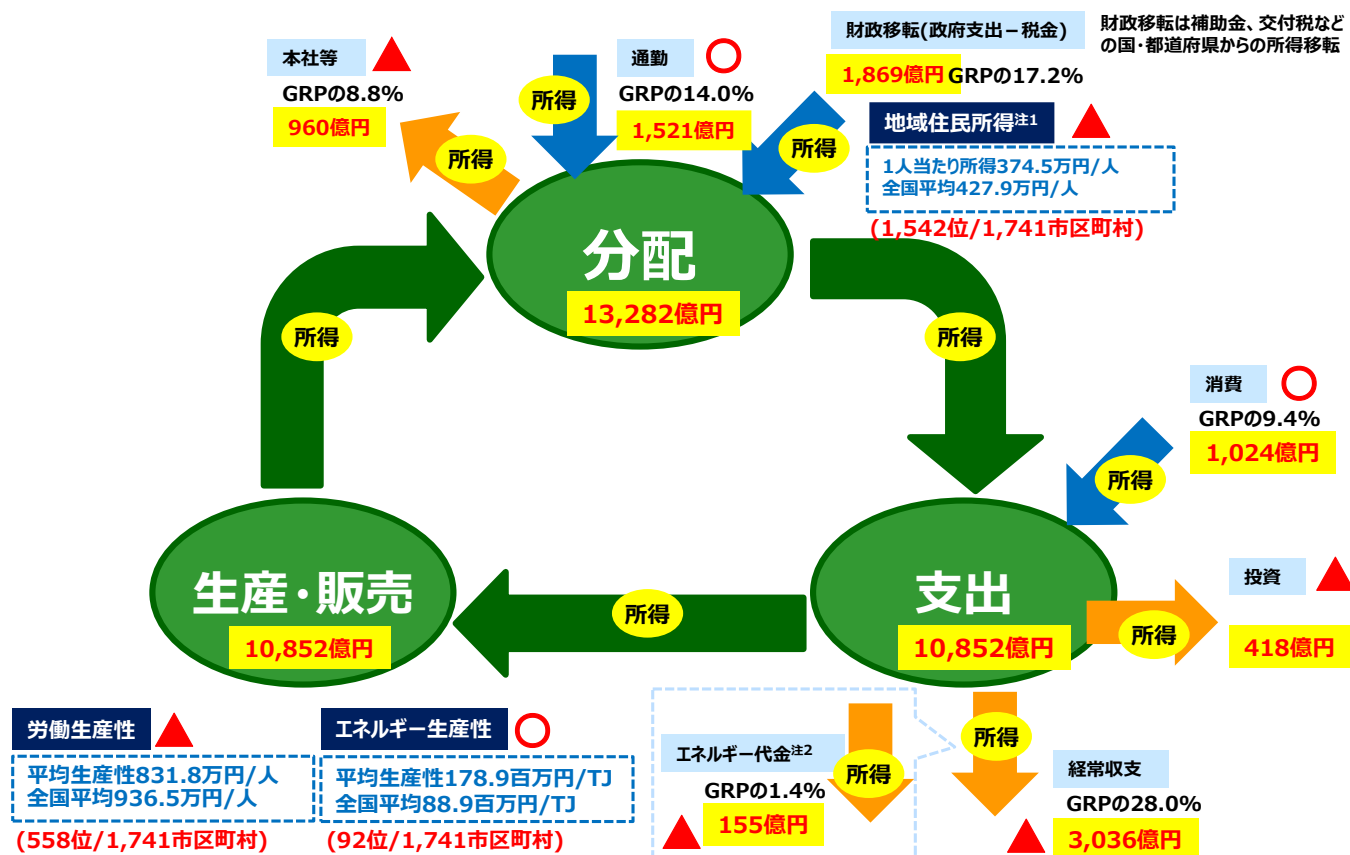 財政移転(政府支出－税金)
財政移転は補助金、交付税など
の国・都道府県からの所得移転
本社等
GRPの8.8%
960億円
所得
所得
通勤
GRPの14.0%
1,521億円
1,869億円GRPの17.2%
所得
地域住民所得注1
1人当たり所得374.5万円/人
全国平均427.9万円/人
(1,542位/1,741市区町村)
分配
13,282億円
所得
所得
消費
GRPの9.4%
1,024億円
所得
生産・販売
10,852億円
所得
支出
10,852億円
投資
所得
418億円
労働生産性
平均生産性831.8万円/人
全国平均936.5万円/人
(558位/1,741市区町村)
エネルギー生産性
平均生産性178.9百万円/TJ
全国平均88.9百万円/TJ
(92位/1,741市区町村)
エネルギー代金注2
GRPの1.4%
155億円
所得
所得
経常収支
GRPの28.0%
3,036億円